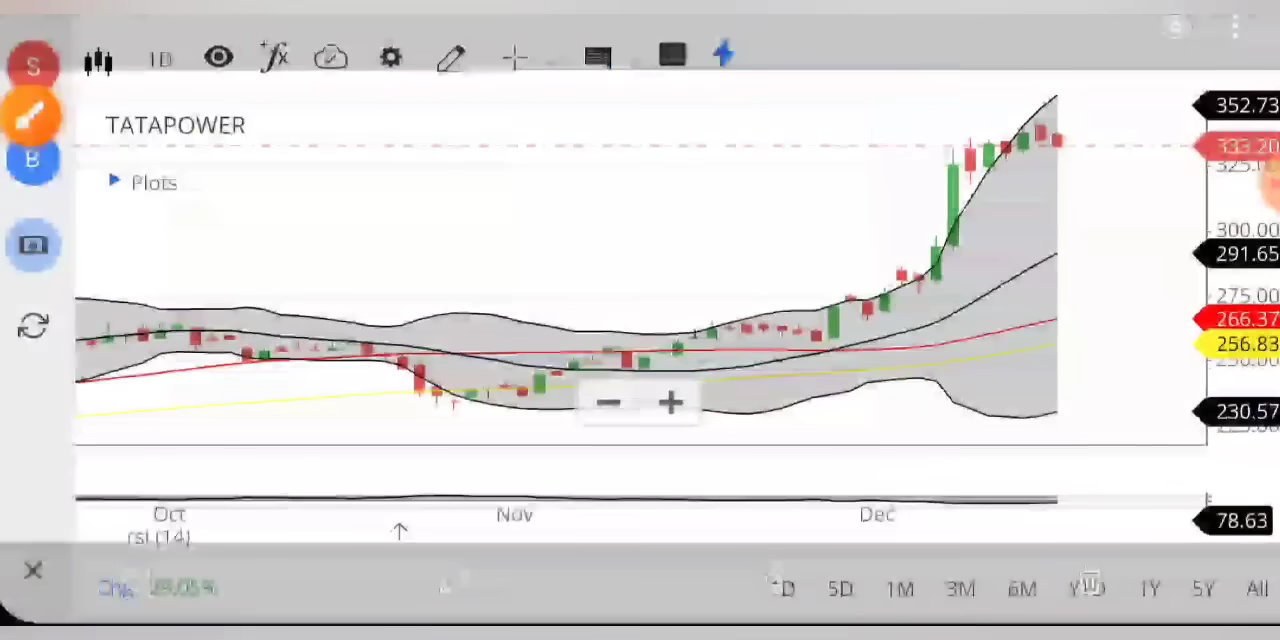 S
1D
fx
352.73
TATAPOWER
333.20
B
Plots
300.00
291.65
275.00
266.37
256.83
230.57
Oct
Nov
Dec
78.63
rsi (14)
5D
1M
3M
6M
1Y
5Y
All